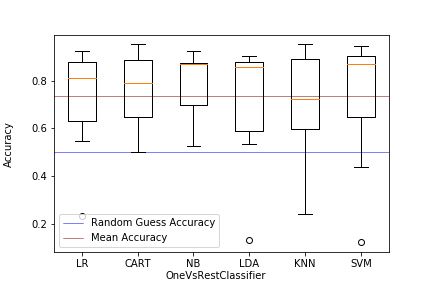 0.8
0.6
0.4
0.2
Accuracy
Random Guess Accuracy
Mean Accuracy
LR CART NB LDA KNN SVM
OneVsRestClassifier